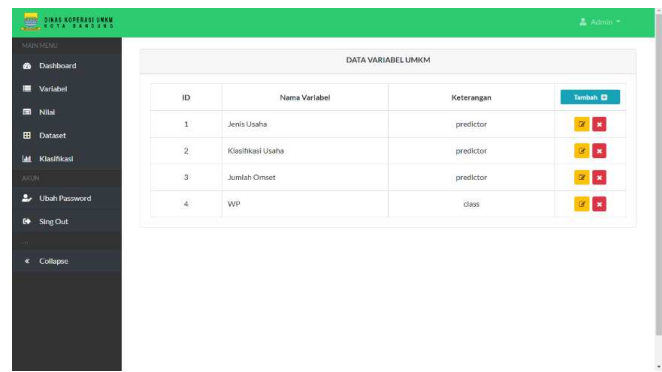 DINAS KOPERASI UMKM
KOTA BANDUNG
Admin
MAIN MENU
Dashboard
Variabel
Nilai
Dataset
Klasifikasi
AKUN
Ubah Password
Sing Out
...
Collapse
DATA VARIABEL UMKM
ID Nama Variabel Keterangan Tambah
1 Jenis Usaha predictor
2 Klasifikasi Usaha predictor
3 Jumlah Omset predictor
4 WP class